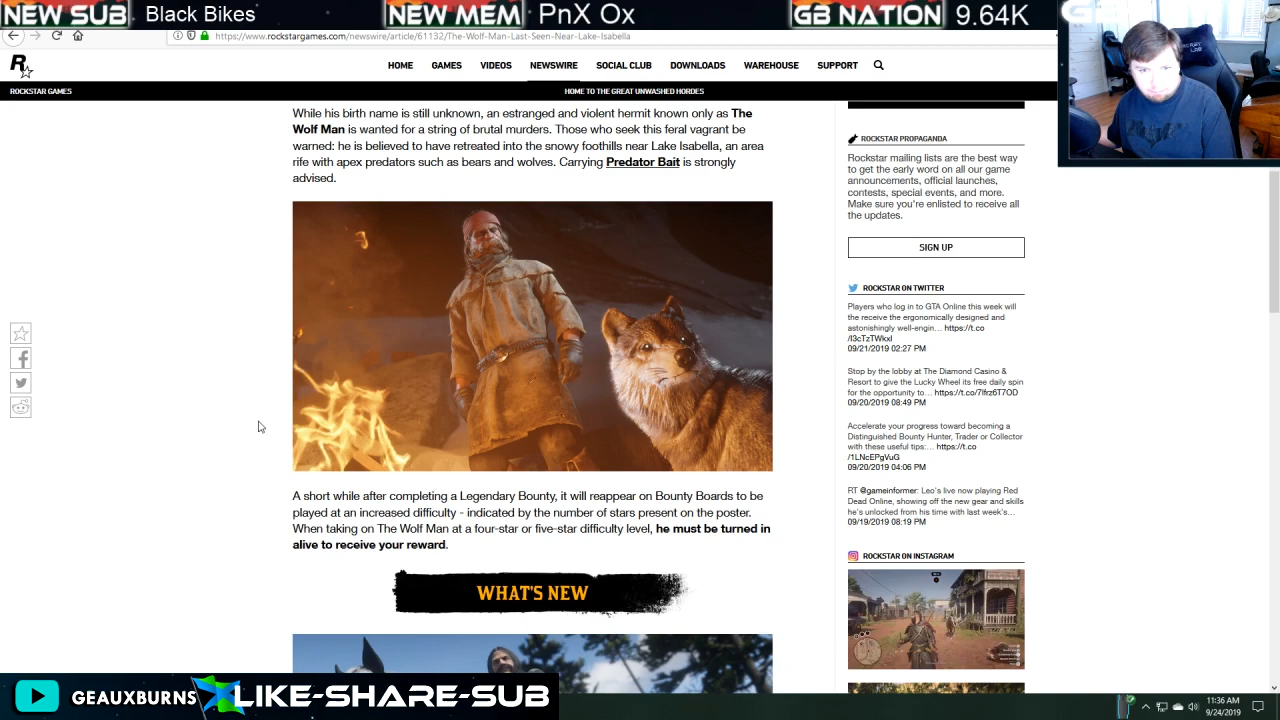 NEW SUB Black Bikes NEW MEM PnX Ox GB NATION 9.64K
https://www.rockstargames.com/newswire/article/61132/The-Wolf-Man-Last-Seen-Near-Lake-Isabella
R
HOME GAMES VIDEOS NEWSWIRE SOCIAL CLUB DOWNLOADS WAREHOUSE SUPPORT
ROCKSTAR GAMES HOME TO THE GREAT UNWASHED HORDES
While his birth name is still unknown, an estranged and violent hermit known only as The
Wolf Man is wanted for a string of brutal murders. Those who seek this feral vagrant be
warned: he is believed to have retreated into the snowy foothills near Lake Isabella, an area
rife with apex predators such as bears and wolves. Carrying Predator Bait is strongly
advised.
A short while after completing a Legendary Bounty, it will reappear on Bounty Boards to be
played at an increased difficulty - indicated by the number of stars present on the poster.
When taking on The Wolf Man at a four-star or five-star difficulty level, he must be turned in
alive to receive your reward.
WHAT'S NEW
ROCKSTAR PROPAGANDA
Rockstar mailing lists are the best way
to get the early word on all our game
announcements, official launches,
contests, special events, and more.
Make sure you're enlisted to receive all
the updates.
SIGN UP
ROCKSTAR ON TWITTER
Players who log in to GTA Online this week will
the receive the ergonomically designed and
astonishingly well-engin... https://t.co
/I3cTzTWkxI
09/21/2019 02:27 PM
Stop by the lobby at The Diamond Casino &
Resort to give the Lucky Wheel its free daily spin
for the opportunity to... https://t.co/7lfrz6T7OD
09/20/2019 08:49 PM
Accelerate your progress toward becoming a
Distinguished Bounty Hunter, Trader or Collector
with these useful tips:... https://t.co
/1LNcEPgVuG
09/20/2019 04:06 PM
RT @gameinformer: Leo's live now playing Red
Dead Online, showing off the new gear and skills
he's unlocked from his time with last week's...
09/19/2019 08:19 PM
ROCKSTAR ON INSTAGRAM
GEAUXBURNS LIKE-SHARE-SUB
11:36 AM
9/24/2019